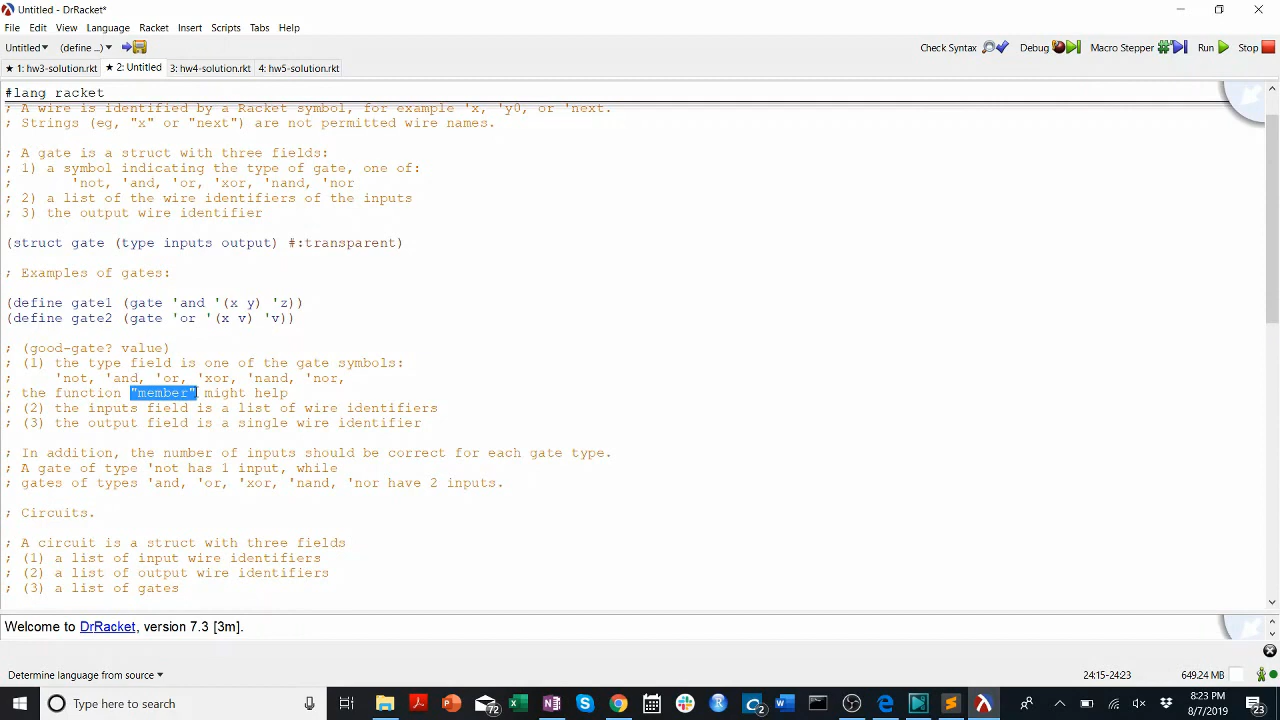 Untitled - DrRacket*
File Edit View Language Racket Insert Scripts Tabs Help
Untitled▾ (define ...)▾ Check Syntax Debug Macro Stepper Run Stop
★ 1: hw3-solution.rkt ★ 2: Untitled 3: hw4-solution.rkt 4: hw5-solution.rkt
#lang racket
; A wire is identified by a Racket symbol, for example 'x, 'y0, or 'next.
; Strings (eg, "x" or "next") are not permitted wire names.
; A gate is a struct with three fields:
; 1) a symbol indicating the type of gate, one of:
; 'not, 'and, 'or, 'xor, 'nand, 'nor
; 2) a list of the wire identifiers of the inputs
; 3) the output wire identifier
(struct gate (type inputs output) #:transparent)
; Examples of gates:
(define gate1 (gate 'and '(x y) 'z))
(define gate2 (gate 'or '(x v) 'v))
; (good-gate? value)
; (1) the type field is one of the gate symbols:
; 'not, 'and, 'or, 'xor, 'nand, 'nor,
; the function "member" might help
; (2) the inputs field is a list of wire identifiers
; (3) the output field is a single wire identifier
; In addition, the number of inputs should be correct for each gate type.
; A gate of type 'not has 1 input, while
; gates of types 'and, 'or, 'xor, 'nand, 'nor have 2 inputs.
; Circuits.
; A circuit is a struct with three fields
; (1) a list of input wire identifiers
; (2) a list of output wire identifiers
; (3) a list of gates
Welcome to DrRacket, version 7.3 [3m].
Determine language from source▾ 24:15-24:23 649.24 MB
Type here to search 72 2 8:23 PM
8/7/2019 23